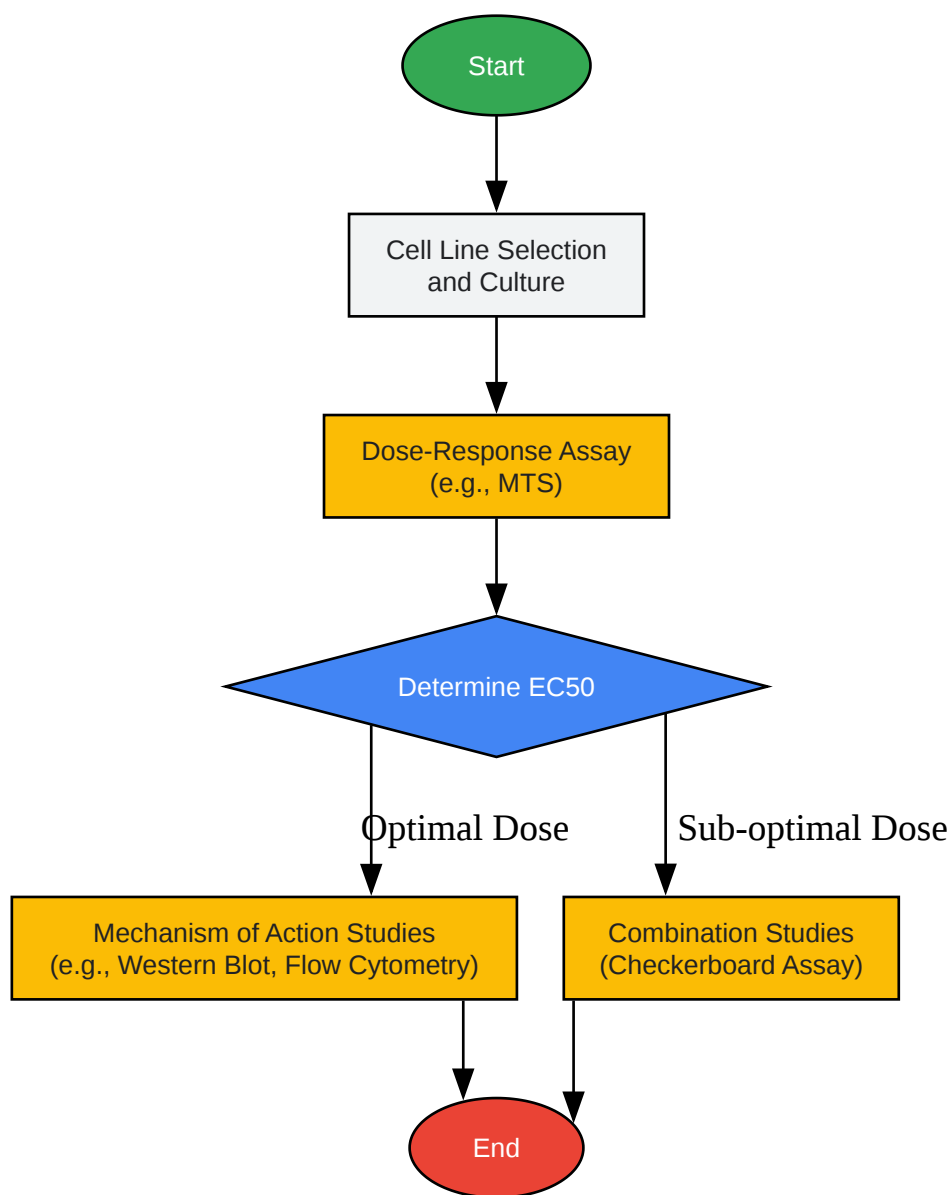 Start
Cell Line Selection
and Culture
Dose-Response Assay
(e.g., MTS)
Determine EC50
Optimal Dose
Sub-optimal Dose
Mechanism of Action Studies
(e.g., Western Blot, Flow Cytometry)
Combination Studies
(Checkerboard Assay)
End